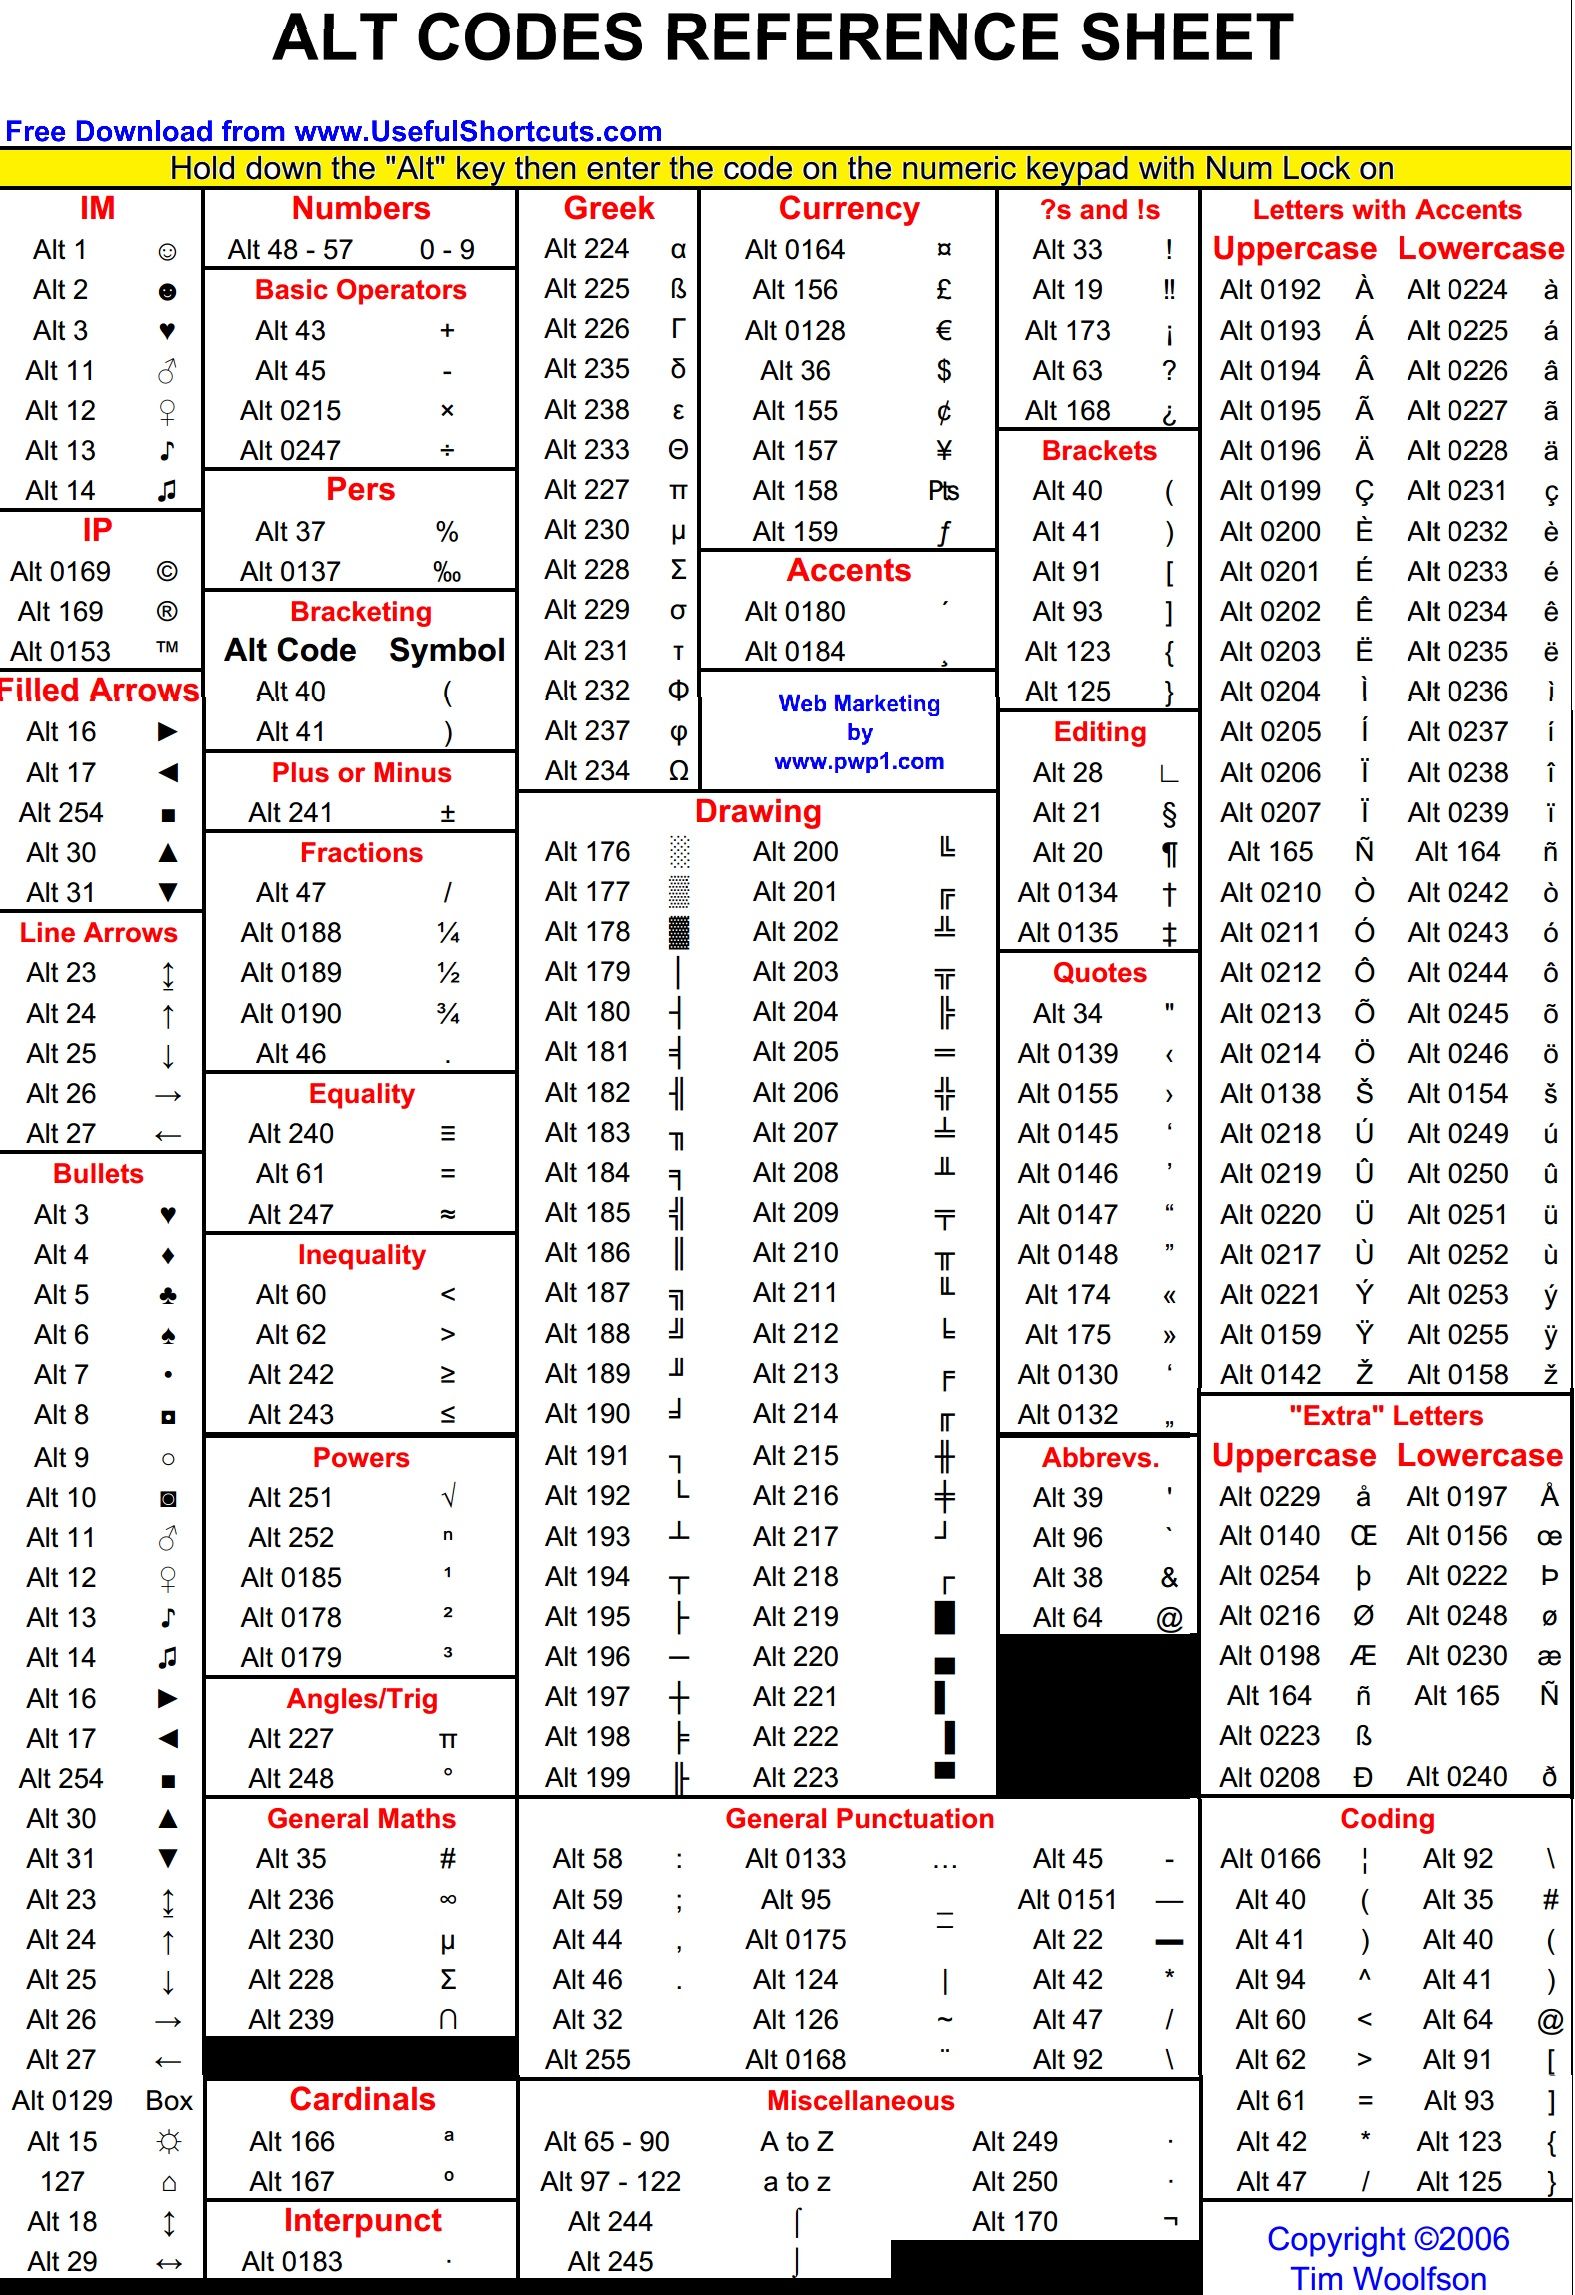 ALT CODES REFERENCE SHEET
Free Download from www.UsefulShortcuts.com
Hold down the "Alt" key then enter the code on the numeric keypad with Num Lock on
IM
Alt 1 ☺
Alt 2 ☻
Alt 3 ♥
Alt 11 ♂
Alt 12 ♀
Alt 13 ♪
Alt 14 ♫
IP
Alt 0169 ©
Alt 169 ®
Alt 0153 ™
Filled Arrows
Alt 16 ►
Alt 17 ◄
Alt 254 ■
Alt 30 ▲
Alt 31 ▼
Line Arrows
Alt 23 ↨
Alt 24 ↑
Alt 25 ↓
Alt 26 →
Alt 27 ←
Bullets
Alt 3 ♥
Alt 4 ♦
Alt 5 ♣
Alt 6 ♠
Alt 7 •
Alt 8 ◘
Alt 9 ○
Alt 10 ◙
Alt 11 ♂
Alt 12 ♀
Alt 13 ♪
Alt 14 ♫
Alt 16 ►
Alt 17 ◄
Alt 254 ■
Alt 30 ▲
Alt 31 ▼
Alt 23 ↨
Alt 24 ↑
Alt 25 ↓
Alt 26 →
Alt 27 ←
Alt 0129 Box
Alt 15 ☼
127 ⌂
Alt 18 ↕
Alt 29 ↔
Numbers
Alt 48 - 57 0 - 9
Basic Operators
Alt 43 +
Alt 45 -
Alt 0215 ×
Alt 0247 ÷
Pers
Alt 37 %
Alt 0137 ‰
Bracketing
Alt Code Symbol
Alt 40 (
Alt 41 )
Plus or Minus
Alt 241 ±
Fractions
Alt 47 /
Alt 0188 ¼
Alt 0189 ½
Alt 0190 ¾
Alt 46 .
Equality
Alt 240 ≡
Alt 61 =
Alt 247 ≈
Inequality
Alt 60 <
Alt 62 >
Alt 242 ≥
Alt 243 ≤
Powers
Alt 251 √
Alt 252 ⁿ
Alt 0185 ¹
Alt 0178 ²
Alt 0179 ³
Angles/Trig
Alt 227 π
Alt 248 °
General Maths
Alt 35 #
Alt 236 ∞
Alt 230 µ
Alt 228 Σ
Alt 239 ∩
Cardinals
Alt 166 ª
Alt 167 º
Interpunct
Alt 0183 ·
Greek
Alt 224 α
Alt 225 ß
Alt 226 Γ
Alt 235 δ
Alt 238 ε
Alt 233 Θ
Alt 227 π
Alt 230 µ
Alt 228 Σ
Alt 229 σ
Alt 231 τ
Alt 232 Φ
Alt 237 φ
Alt 234 Ω
Currency
Alt 0164 ¤
Alt 156 £
Alt 0128 €
Alt 36 $
Alt 155 ¢
Alt 157 ¥
Alt 158 ₧
Alt 159 ƒ
Accents
Alt 0180 ´
Alt 0184 ¸
Web Marketing
by
www.pwp1.com
Drawing
Alt 176 ░ Alt 200 ╚
Alt 177 ▒ Alt 201 ╔
Alt 178 ▓ Alt 202 ╩
Alt 179 │ Alt 203 ╦
Alt 180 ┤ Alt 204 ╠
Alt 181 ╡ Alt 205 ═
Alt 182 ╢ Alt 206 ╬
Alt 183 ╖ Alt 207 ╧
Alt 184 ╕ Alt 208 ╨
Alt 185 ╣ Alt 209 ╤
Alt 186 ║ Alt 210 ╥
Alt 187 ╗ Alt 211 ╙
Alt 188 ╝ Alt 212 ╘
Alt 189 ╜ Alt 213 ╒
Alt 190 ╛ Alt 214 ╓
Alt 191 ┐ Alt 215 ╫
Alt 192 └ Alt 216 ╪
Alt 193 ┴ Alt 217 ┘
Alt 194 ┬ Alt 218 ┌
Alt 195 ├ Alt 219 █
Alt 196 ─ Alt 220 ▄
Alt 197 ┼ Alt 221 ▌
Alt 198 ╞ Alt 222 ▐
Alt 199 ╟ Alt 223 ▀
?s and !s
Alt 33 !
Alt 19 ‼
Alt 173 ¡
Alt 63 ?
Alt 168 ¿
Brackets
Alt 40 (
Alt 41 )
Alt 91 [
Alt 93 ]
Alt 123 {
Alt 125 }
Editing
Alt 28 ∟
Alt 21 §
Alt 20 ¶
Alt 0134 †
Alt 0135 ‡
Quotes
Alt 34 "
Alt 0139 ‹
Alt 0155 ›
Alt 0145 ‘
Alt 0146 ’
Alt 0147 “
Alt 0148 ”
Alt 174 «
Alt 175 »
Alt 0130 ‘
Alt 0132 „
Abbrevs.
Alt 39 '
Alt 96 `
Alt 38 &
Alt 64 @
Letters with Accents
Uppercase Lowercase
Alt 0192 À Alt 0224 à
Alt 0193 Á Alt 0225 á
Alt 0194 Â Alt 0226 â
Alt 0195 Ã Alt 0227 ã
Alt 0196 Ä Alt 0228 ä
Alt 0199 Ç Alt 0231 ç
Alt 0200 È Alt 0232 è
Alt 0201 É Alt 0233 é
Alt 0202 Ê Alt 0234 ê
Alt 0203 Ë Alt 0235 ë
Alt 0204 Ì Alt 0236 ì
Alt 0205 Í Alt 0237 í
Alt 0206 Ï Alt 0238 î
Alt 0207 Ï Alt 0239 ï
Alt 165 Ñ Alt 164 ñ
Alt 0210 Ò Alt 0242 ò
Alt 0211 Ó Alt 0243 ó
Alt 0212 Ô Alt 0244 ô
Alt 0213 Õ Alt 0245 õ
Alt 0214 Ö Alt 0246 ö
Alt 0138 Š Alt 0154 š
Alt 0218 Ú Alt 0249 ú
Alt 0219 Û Alt 0250 û
Alt 0220 Ü Alt 0251 ü
Alt 0217 Ù Alt 0252 ù
Alt 0221 Ý Alt 0253 ý
Alt 0159 Ÿ Alt 0255 ÿ
Alt 0142 Ž Alt 0158 ž
"Extra" Letters
Uppercase Lowercase
Alt 0229 å Alt 0197 Å
Alt 0140 Œ Alt 0156 œ
Alt 0254 þ Alt 0222 Þ
Alt 0216 Ø Alt 0248 ø
Alt 0198 Æ Alt 0230 æ
Alt 164 ñ Alt 165 Ñ
Alt 0223 ß
Alt 0208 Ð Alt 0240 ð
General Punctuation
Alt 58 : Alt 0133 … Alt 45 -
Alt 59 ; Alt 95 _ Alt 0151 —
Alt 44 , Alt 0175 ¯ Alt 22 ▬
Alt 46 . Alt 124 | Alt 42 *
Alt 32 Alt 126 ~ Alt 47 /
Alt 255 Alt 0168 ¨ Alt 92 \
Miscellaneous
Alt 65 - 90 A to Z Alt 249 ·
Alt 97 - 122 a to z Alt 250 ·
Alt 244 ⌠ Alt 170 ¬
Alt 245 ⌡
Coding
Alt 0166 ¦ Alt 92 \
Alt 40 ( Alt 35 #
Alt 41 ) Alt 40 (
Alt 94 ^ Alt 41 )
Alt 60 < Alt 64 @
Alt 62 > Alt 91 [
Alt 61 = Alt 93 ]
Alt 42 * Alt 123 {
Alt 47 / Alt 125 }
Copyright ©2006
Tim Woolfson